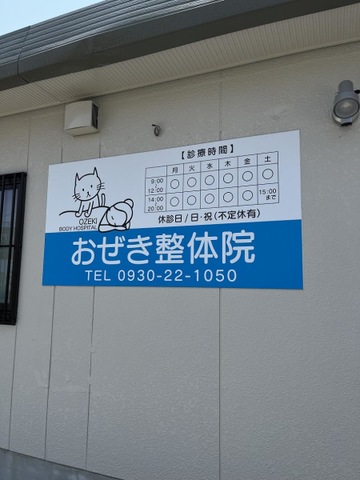 【診療時間】
月 火 水 木 金 土
9:00 ○ ○ ○ ○ ○ ○
12:00
14:00 ○ ○ ○ ○ ○ 15:00
20:00 まで
休診日/日・祝(不定休有)
OZEKI
BODY HOSPITAL
おぜき整体院
TEL 0930-22-1050